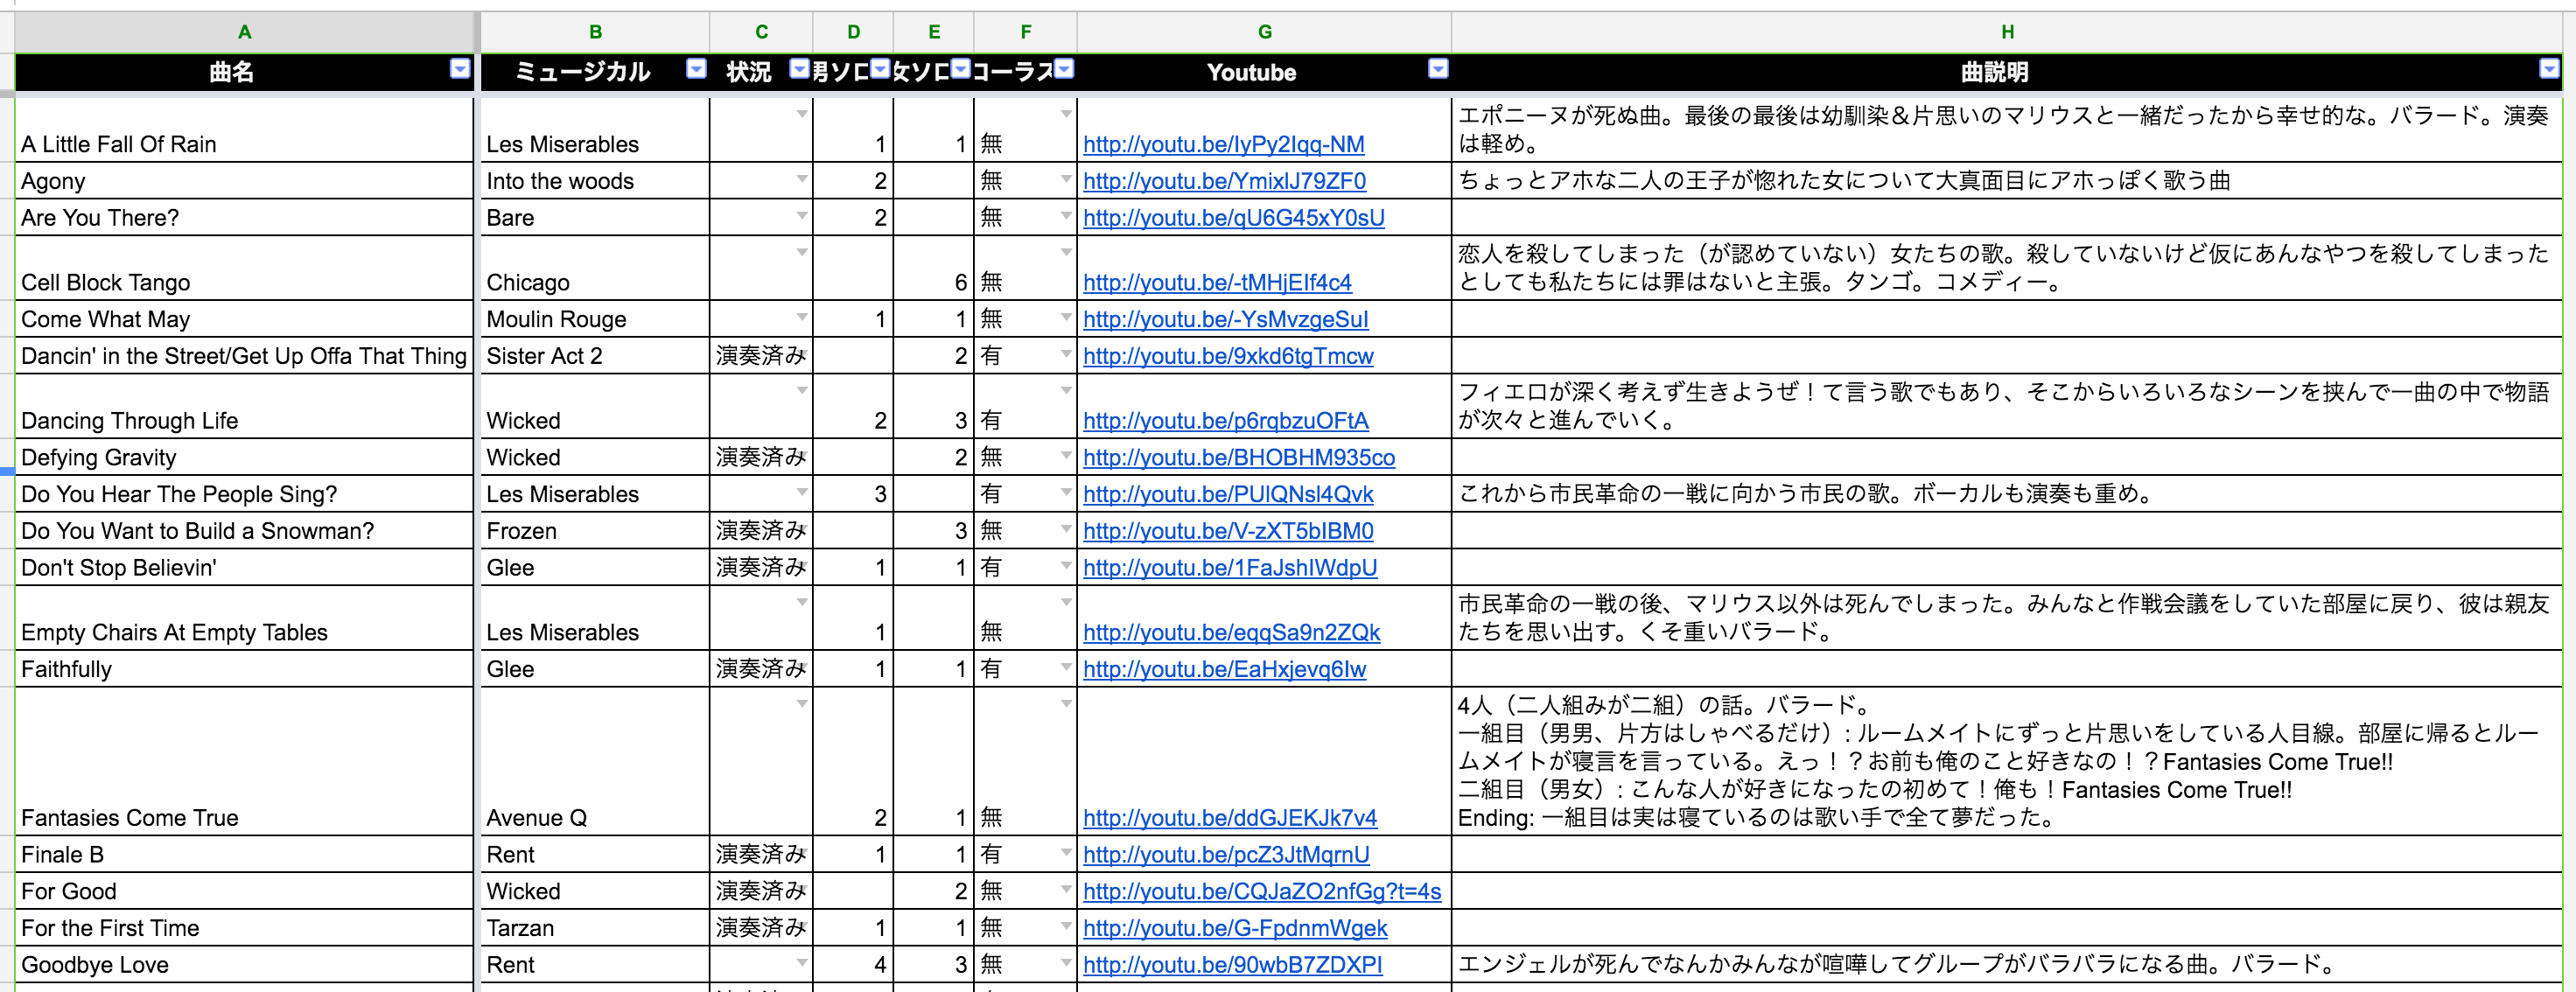 A B C D E F G H
曲名 ミュージカル 状況 男ソロ 女ソロ コーラス Youtube 曲説明
エポニーヌが死ぬ曲。最後の最後は幼馴染＆片思いのマリウスと一緒だったから幸せ的な。バラード。演奏
A Little Fall Of Rain Les Miserables 1 1 無 http://youtu.be/IyPy2Iqq-NM は軽め。
Agony Into the woods 2 無 http://youtu.be/YmixIJ79ZF0 ちょっとアホな二人の王子が惚れた女について大真面目にアホっぽく歌う曲
Are You There? Bare 2 無 http://youtu.be/qU6G45xY0sU
恋人を殺してしまった（が認めていない）女たちの歌。殺していないけど仮にあんなやつを殺してしまった
Cell Block Tango Chicago 6 無 http://youtu.be/-tMHjEIf4c4 としても私たちには罪はないと主張。タンゴ。コメディー。
Come What May Moulin Rouge 1 1 無 http://youtu.be/-YsMvzgeSuI
Dancin' in the Street/Get Up Offa That Thing Sister Act 2 演奏済み 2 有 http://youtu.be/9xkd6tgTmcw
フィエロが深く考えず生きようぜ！て言う歌でもあり、そこからいろいろなシーンを挟んで一曲の中で物語
Dancing Through Life Wicked 2 3 有 http://youtu.be/p6rqbzuOFtA が次々と進んでいく。
Defying Gravity Wicked 演奏済み 2 無 http://youtu.be/BHOBHM935co
Do You Hear The People Sing? Les Miserables 3 有 http://youtu.be/PUIQNsl4Qvk これから市民革命の一戦に向かう市民の歌。ボーカルも演奏も重め。
Do You Want to Build a Snowman? Frozen 演奏済み 3 無 http://youtu.be/V-zXT5bIBM0
Don't Stop Believin' Glee 演奏済み 1 1 有 http://youtu.be/1FaJshIWdpU
市民革命の一戦の後、マリウス以外は死んでしまった。みんなと作戦会議をしていた部屋に戻り、彼は親友
Empty Chairs At Empty Tables Les Miserables 1 無 http://youtu.be/eqqSa9n2ZQk たちを思い出す。くそ重いバラード。
Faithfully Glee 演奏済み 1 1 有 http://youtu.be/EaHxjevq6Iw
4人（二人組みが二組）の話。バラード。
一組目（男男、片方はしゃべるだけ）: ルームメイトにずっと片思いをしている人目線。部屋に帰るとルー
ムメイトが寝言を言っている。えっ！？お前も俺のこと好きなの！？Fantasies Come True!!
二組目（男女）: こんな人が好きになったの初めて！俺も！Fantasies Come True!!
Fantasies Come True Avenue Q 2 1 無 http://youtu.be/ddGJEKJk7v4 Ending: 一組目は実は寝ているのは歌い手で全て夢だった。
Finale B Rent 演奏済み 1 1 有 http://youtu.be/pcZ3JtMqrnU
For Good Wicked 演奏済み 2 無 http://youtu.be/CQJaZO2nfGg?t=4s
For the First Time Tarzan 演奏済み 1 1 無 http://youtu.be/G-FpdnmWgek
Goodbye Love Rent 4 3 無 http://youtu.be/90wbB7ZDXPI エンジェルが死んでなんかみんなが喧嘩してグループがバラバラになる曲。バラード。